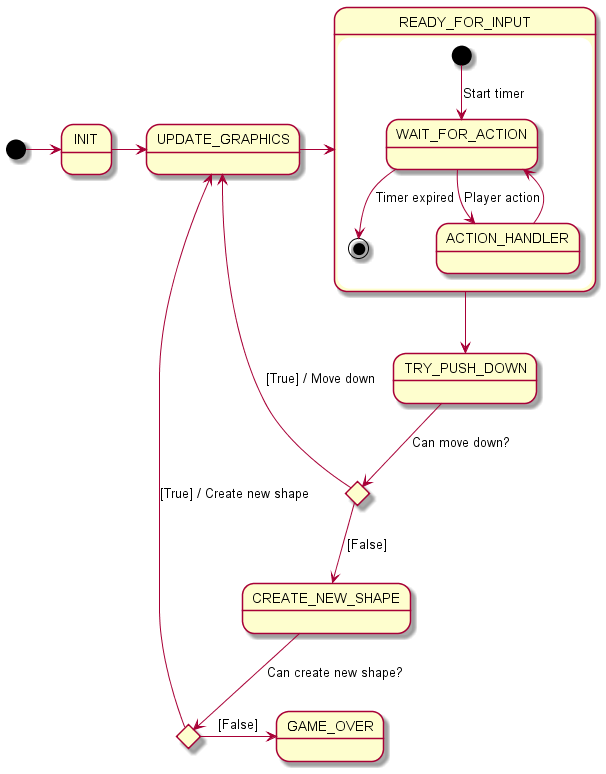 READY_FOR_INPUT
Start timer
INIT
UPDATE_GRAPHICS
WAIT_FOR_ACTION
Timer expired
Player action
ACTION_HANDLER
TRY_PUSH_DOWN
[True] / Move down
Can move down?
[True] / Create new shape
[False]
CREATE_NEW_SHAPE
Can create new shape?
[False]
GAME_OVER